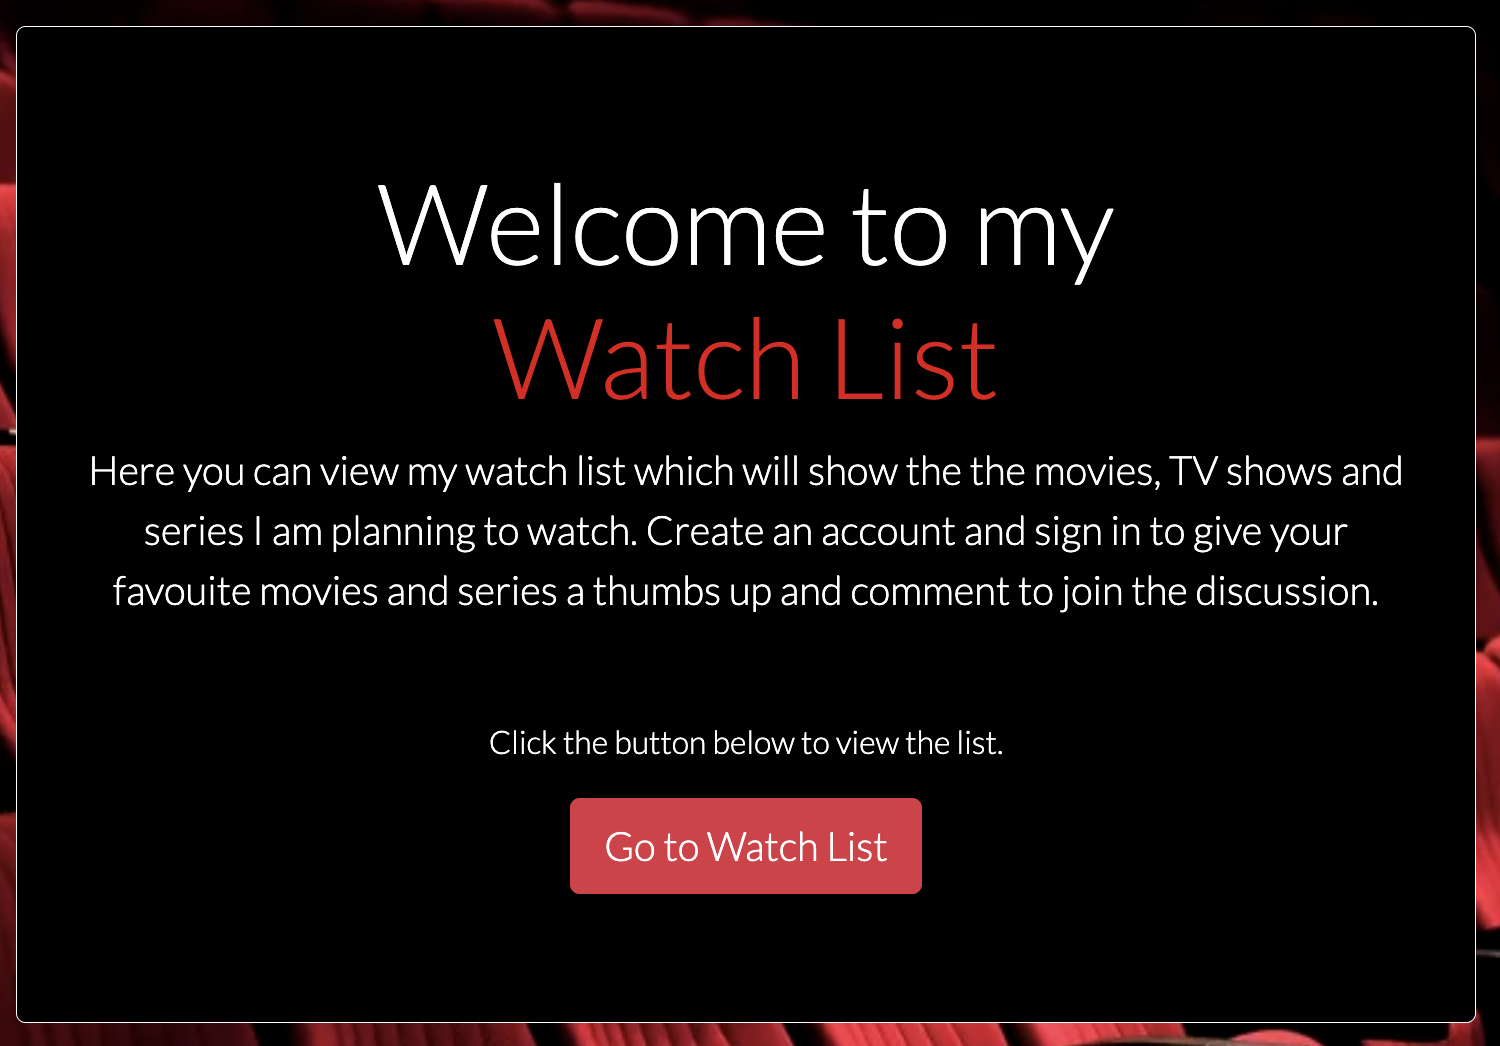 Welcome to my
Watch List
Here you can view my watch list which will show the the movies, TV shows and
series I am planning to watch. Create an account and sign in to give your
favouite movies and series a thumbs up and comment to join the discussion.
Click the button below to view the list.
Go to Watch List